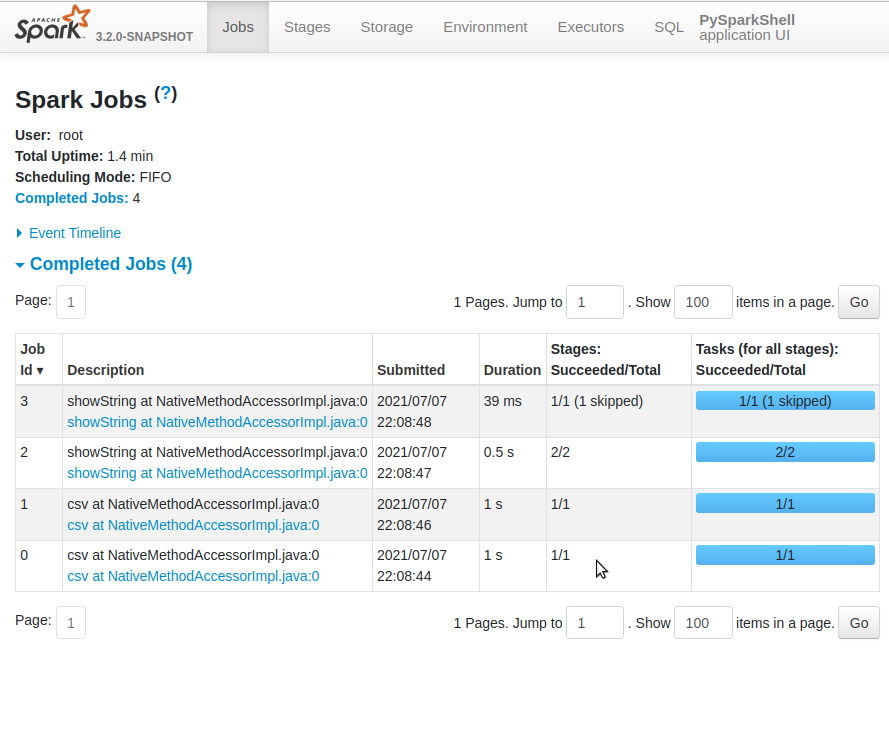 APACHE
Spark 3.2.0-SNAPSHOT Jobs Stages Storage Environment Executors SQL PySparkShell
application UI
Spark Jobs (?)
User: root
Total Uptime: 1.4 min
Scheduling Mode: FIFO
Completed Jobs: 4
Event Timeline
Completed Jobs (4)
Page: 1 1 Pages. Jump to 1 . Show 100 items in a page. Go
Job Stages: Tasks (for all stages):
Id ▾ Description Submitted Duration Succeeded/Total Succeeded/Total
3 showString at NativeMethodAccessorImpl.java:0 2021/07/07 39 ms 1/1 (1 skipped) 1/1 (1 skipped)
showString at NativeMethodAccessorImpl.java:0 22:08:48
2 showString at NativeMethodAccessorImpl.java:0 2021/07/07 0.5 s 2/2 2/2
showString at NativeMethodAccessorImpl.java:0 22:08:47
1 csv at NativeMethodAccessorImpl.java:0 2021/07/07 1 s 1/1 1/1
csv at NativeMethodAccessorImpl.java:0 22:08:46
0 csv at NativeMethodAccessorImpl.java:0 2021/07/07 1 s 1/1 1/1
csv at NativeMethodAccessorImpl.java:0 22:08:44
Page: 1 1 Pages. Jump to 1 . Show 100 items in a page. Go